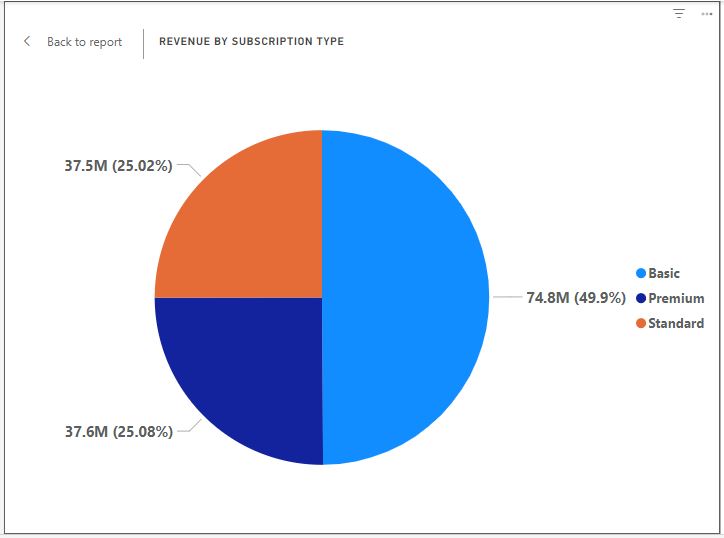 Back to report
REVENUE BY SUBSCRIPTION TYPE
37.5M (25.02%)
74.8M (49.9%)
37.6M (25.08%)
Basic
Premium
Standard